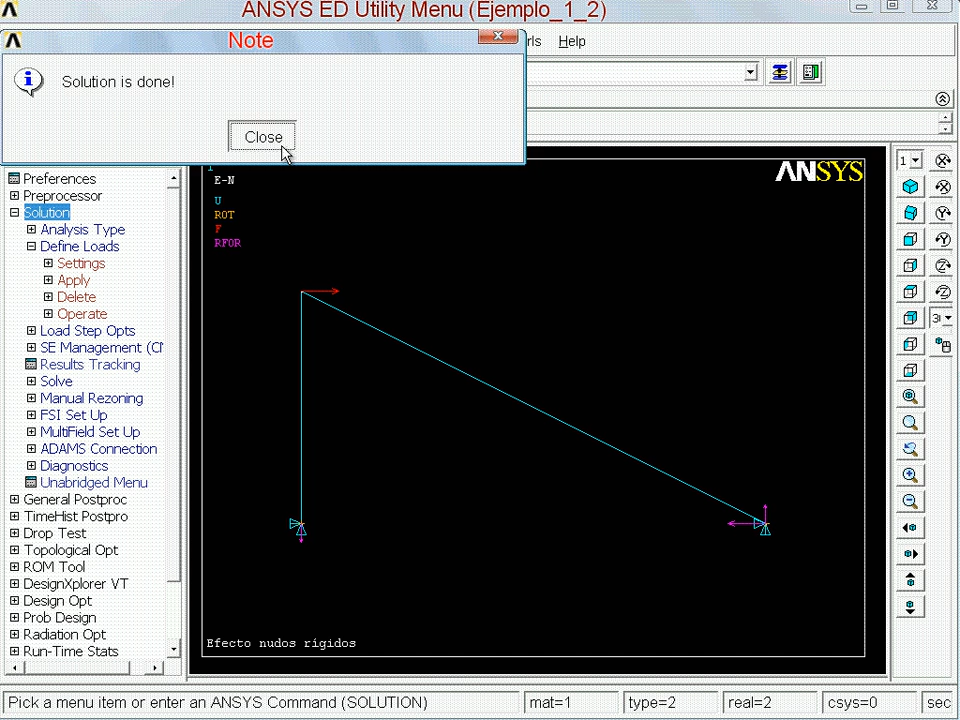 ANSYS ED Utility Menu (Ejemplo_1_2)
Note
rls Help
Solution is done!
Close
Preferences
Preprocessor
Solution
Analysis Type
Define Loads
Settings
Apply
Delete
Operate
Load Step Opts
SE Management (CM
Results Tracking
Solve
Manual Rezoning
FSI Set Up
MultiField Set Up
ADAMS Connection
Diagnostics
Unabridged Menu
General Postproc
TimeHist Postpro
Drop Test
Topological Opt
ROM Tool
DesignXplorer VT
Design Opt
Prob Design
Radiation Opt
Run-Time Stats
E-N
U
ROT
F
RFOR
ANSYS
Efecto nudos rígidos
1
Pick a menu item or enter an ANSYS Command (SOLUTION)
mat=1
type=2
real=2
csys=0
sec